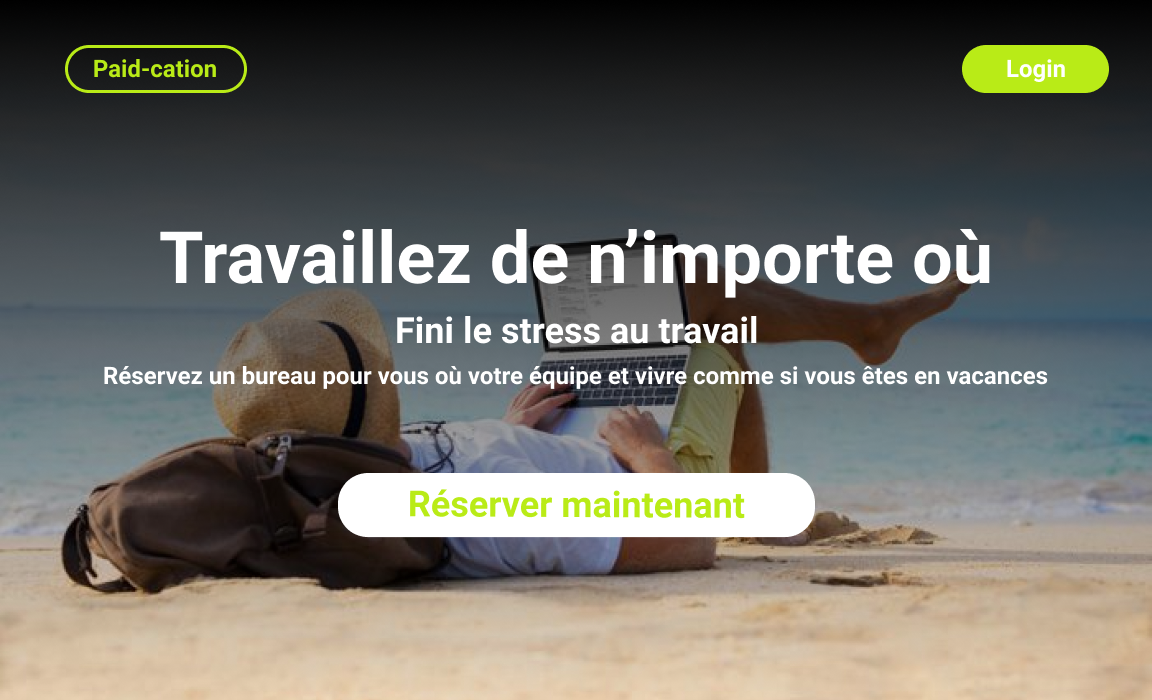 Paid-cation
Login
Travaillez de n’importe où
Fini le stress au travail
Réservez un bureau pour vous où votre équipe et vivre comme si vous êtes en vacances
Réserver maintenant